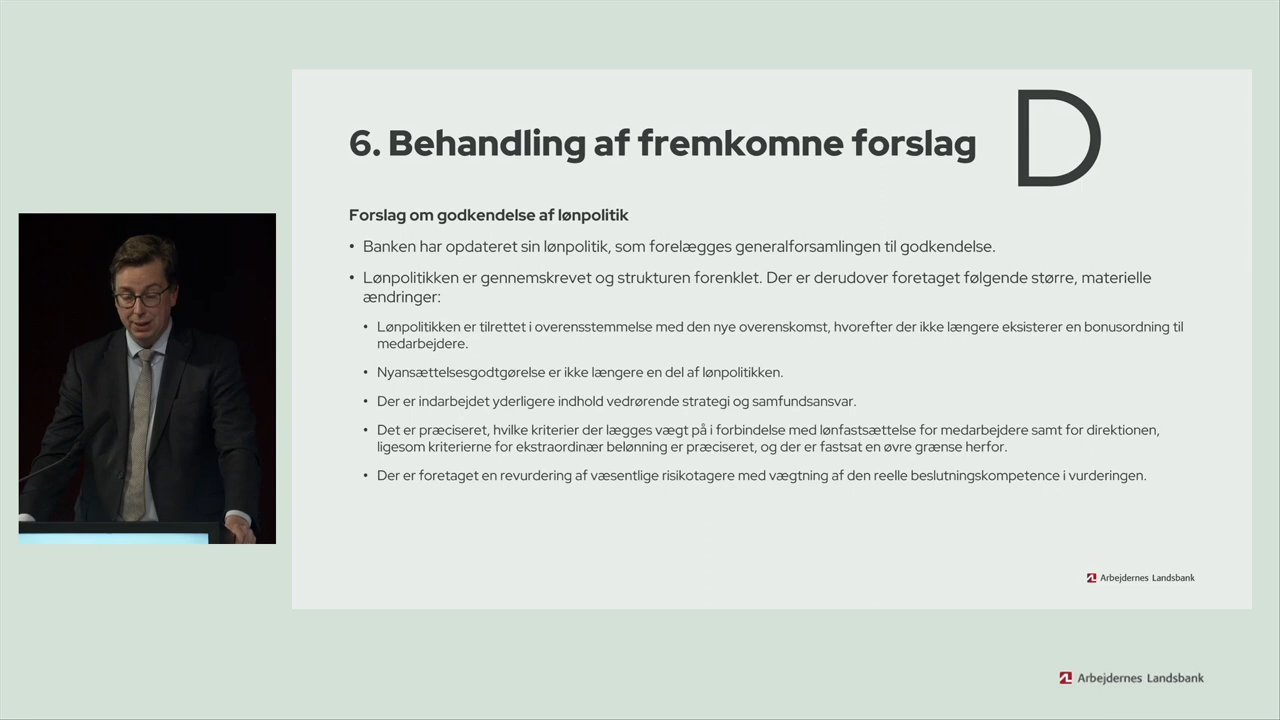 6. Behandling af fremkomne forslag
D
Forslag om godkendelse af lønpolitik
• Banken har opdateret sin lønpolitik, som forelægges generalforsamlingen til godkendelse.
• Lønpolitikken er gennemskrevet og strukturen forenklet. Der er derudover foretaget følgende større, materielle
ændringer:
• Lønpolitikken er tilrettet i overensstemmelse med den nye overenskomst, hvorefter der ikke længere eksisterer en bonusordning til
medarbejdere.
• Nyansættelsesgodtgørelse er ikke længere en del af lønpolitikken.
• Der er indarbejdet yderligere indhold vedrørende strategi og samfundsansvar.
• Det er præciseret, hvilke kriterier der lægges vægt på i forbindelse med lønfastsættelse for medarbejdere samt for direktionen,
ligesom kriterierne for ekstraordinær belønning er præciseret, og der er fastsat en øvre grænse herfor.
• Der er foretaget en revurdering af væsentlige risikotagere med vægtning af den reelle beslutningskompetence i vurderingen.
Arbejdernes Landsbank
Arbejdernes Landsbank